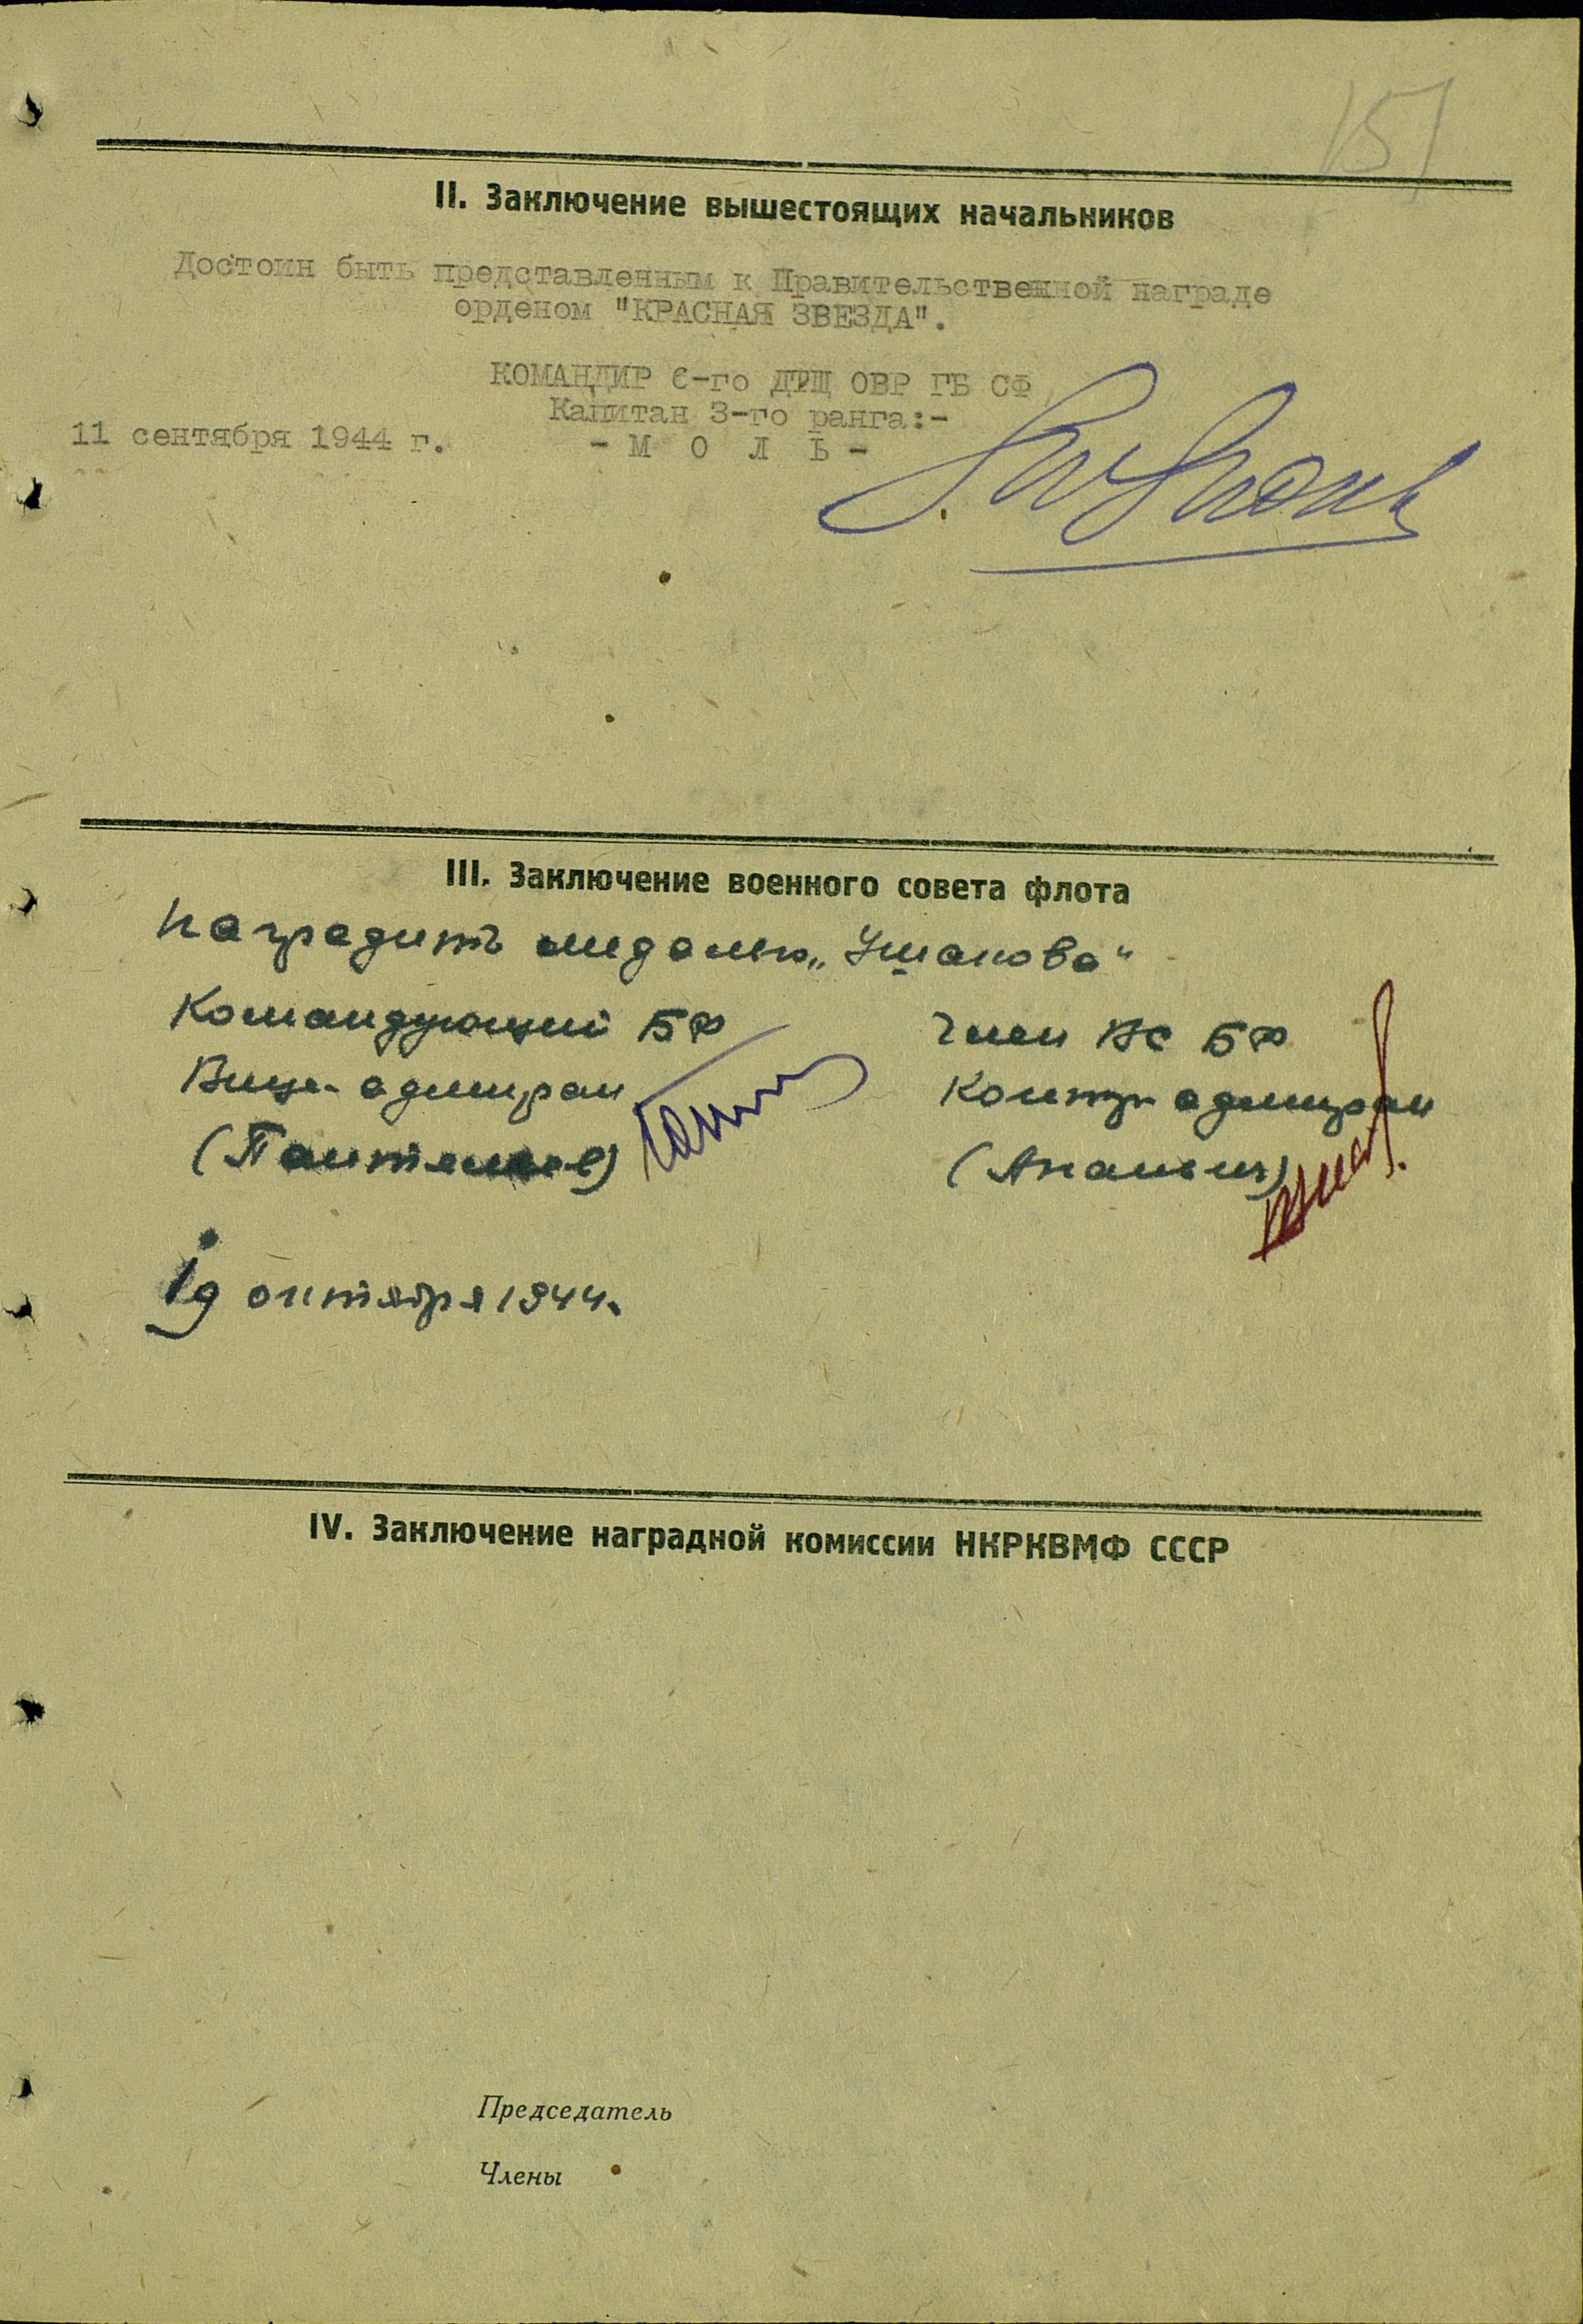 151
II. Заключение вышестоящих начальников
Достоин быть представленным к Правительственной награде
орденом "КРАСНАЯ ЗВЕЗДА".
КОМАНДИР 6-го ДТЩ ОВР ГБ СФ
Капитан 3-го ранга:-
11 сентября 1944 г.
- М О Л Ь -
III. Заключение военного совета флота
Наградить медалью „Ушакова“
Командующий БФ
Член ВС БФ
Вице-адмирал
Контр-адмирал
(Пантелеев)
19 октября 1944.
IV. Заключение наградной комиссии НКРКВМФ СССР
Председатель
Члены